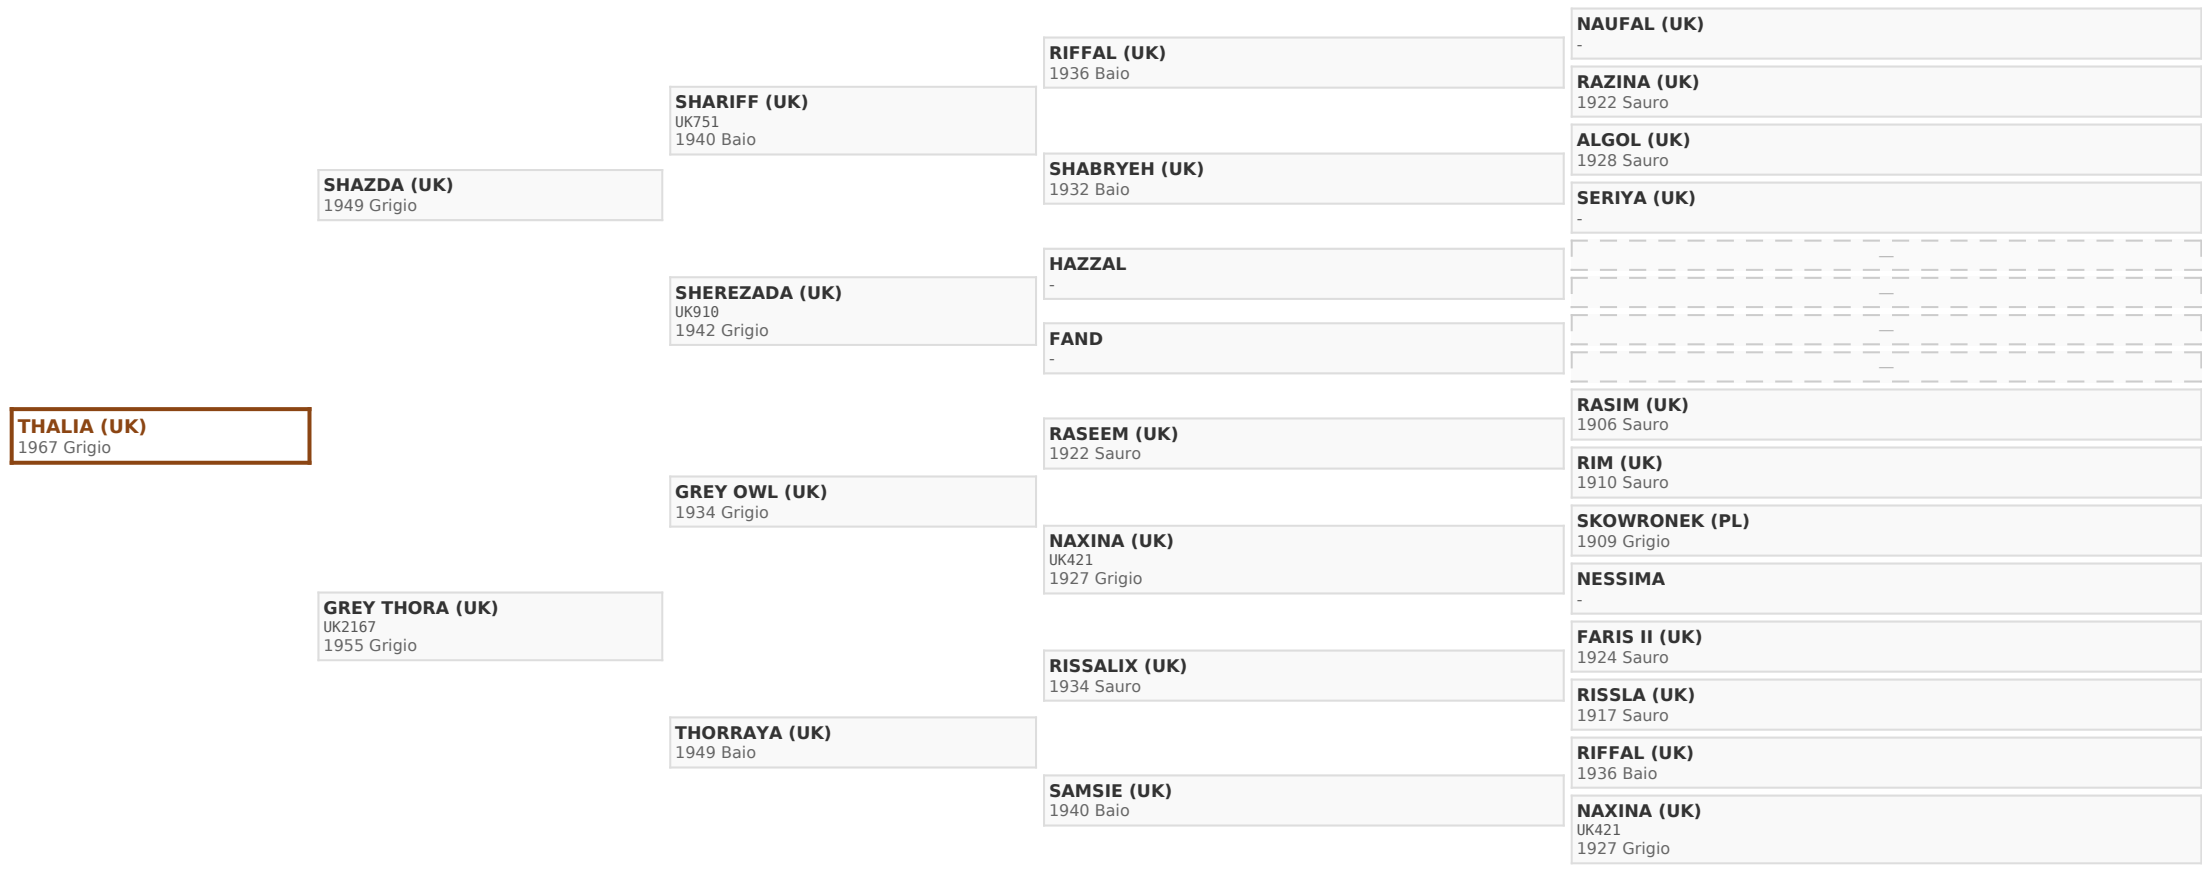 THALIA (UK)
1967 Grigio
SHAZDA (UK)
1949 Grigio
GREY THORA (UK)
UK2167
1955 Grigio
SHARIFF (UK)
UK751
1940 Baio
SHEREZADA (UK)
UK910
1942 Grigio
GREY OWL (UK)
1934 Grigio
THORRAYA (UK)
1949 Baio
RIFFAL (UK)
1936 Baio
SHABRYEH (UK)
1932 Baio
HAZZAL
-
FAND
-
RASEEM (UK)
1922 Sauro
NAXINA (UK)
UK421
1927 Grigio
RISSALIX (UK)
1934 Sauro
SAMSIE (UK)
1940 Baio
NAUFAL (UK)
-
RAZINA (UK)
1922 Sauro
ALGOL (UK)
1928 Sauro
SERIYA (UK)
-
—
—
—
—
RASIM (UK)
1906 Sauro
RIM (UK)
1910 Sauro
SKOWRONEK (PL)
1909 Grigio
NESSIMA
-
FARIS II (UK)
1924 Sauro
RISSLA (UK)
1917 Sauro
RIFFAL (UK)
1936 Baio
NAXINA (UK)
UK421
1927 Grigio